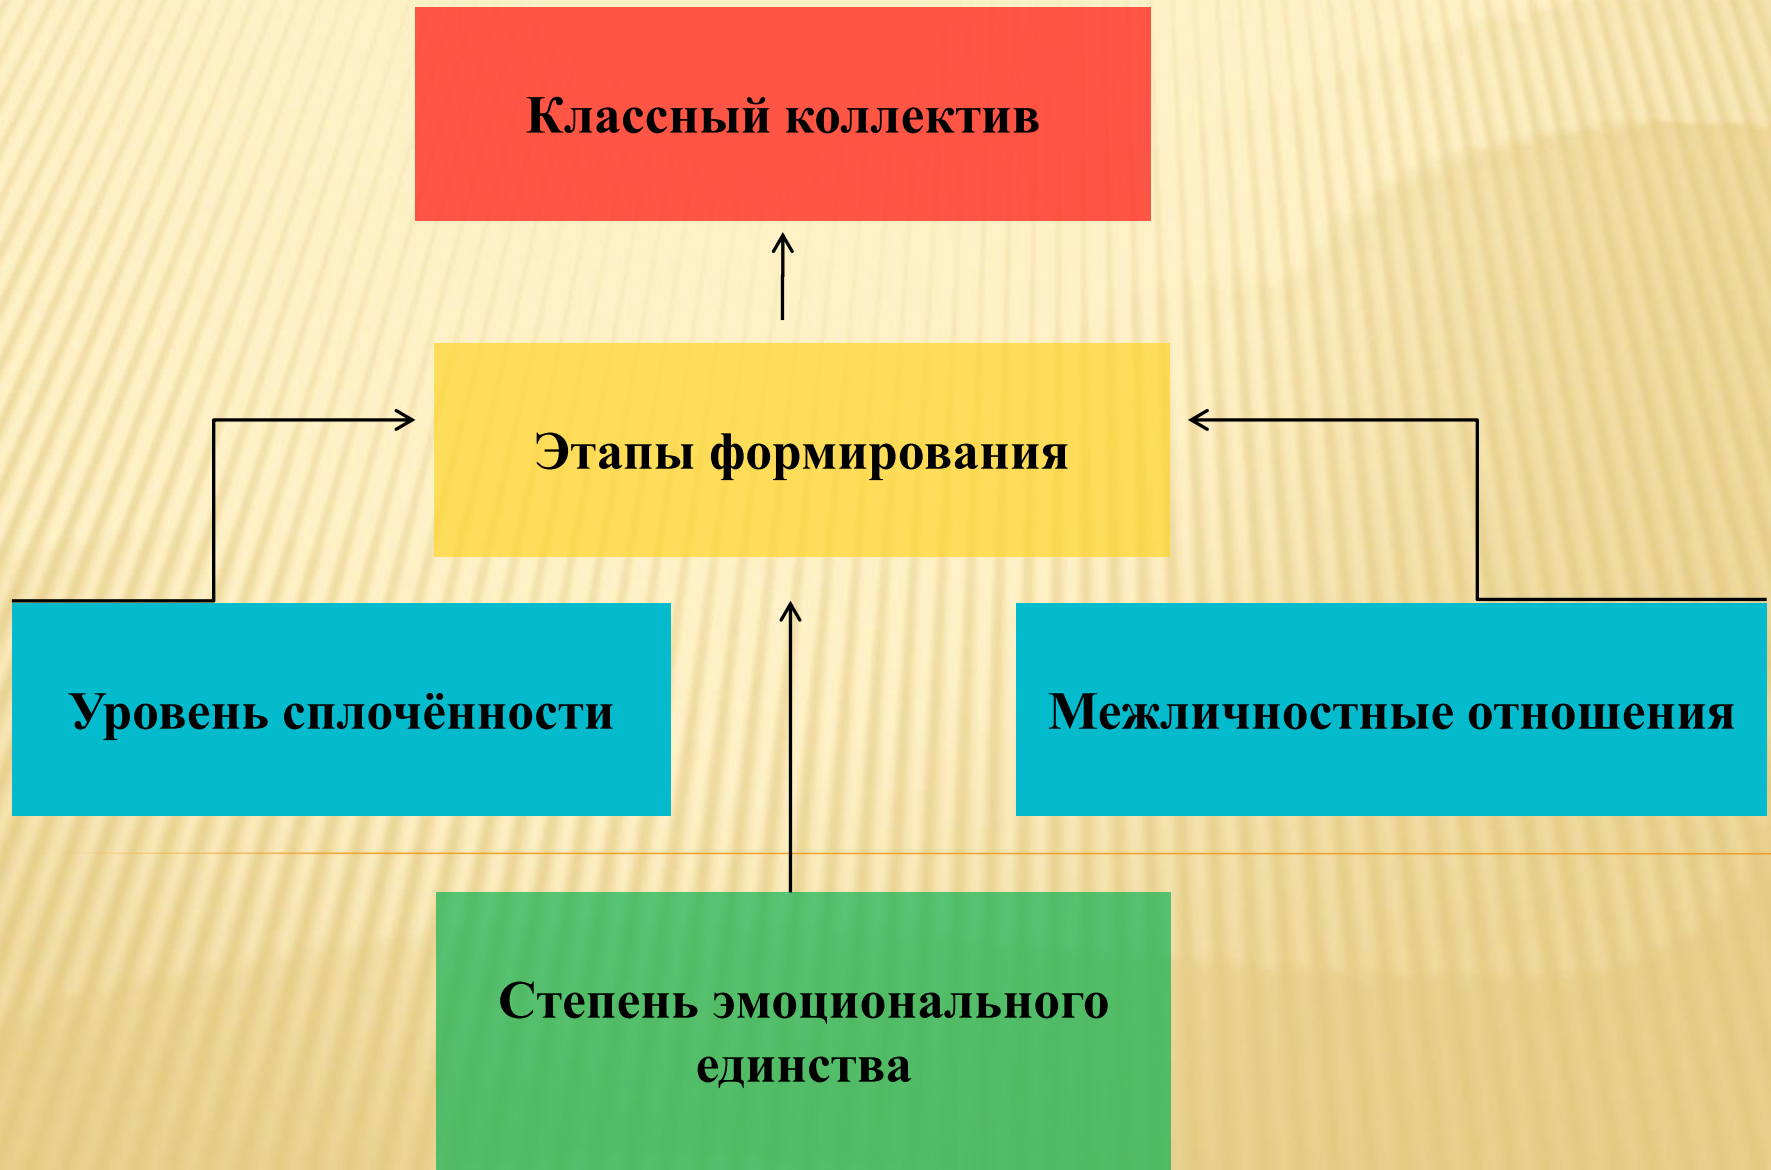 Классный коллектив
Этапы формирования
Уровень сплочённости
Межличностные отношения
Степень эмоционального
единства